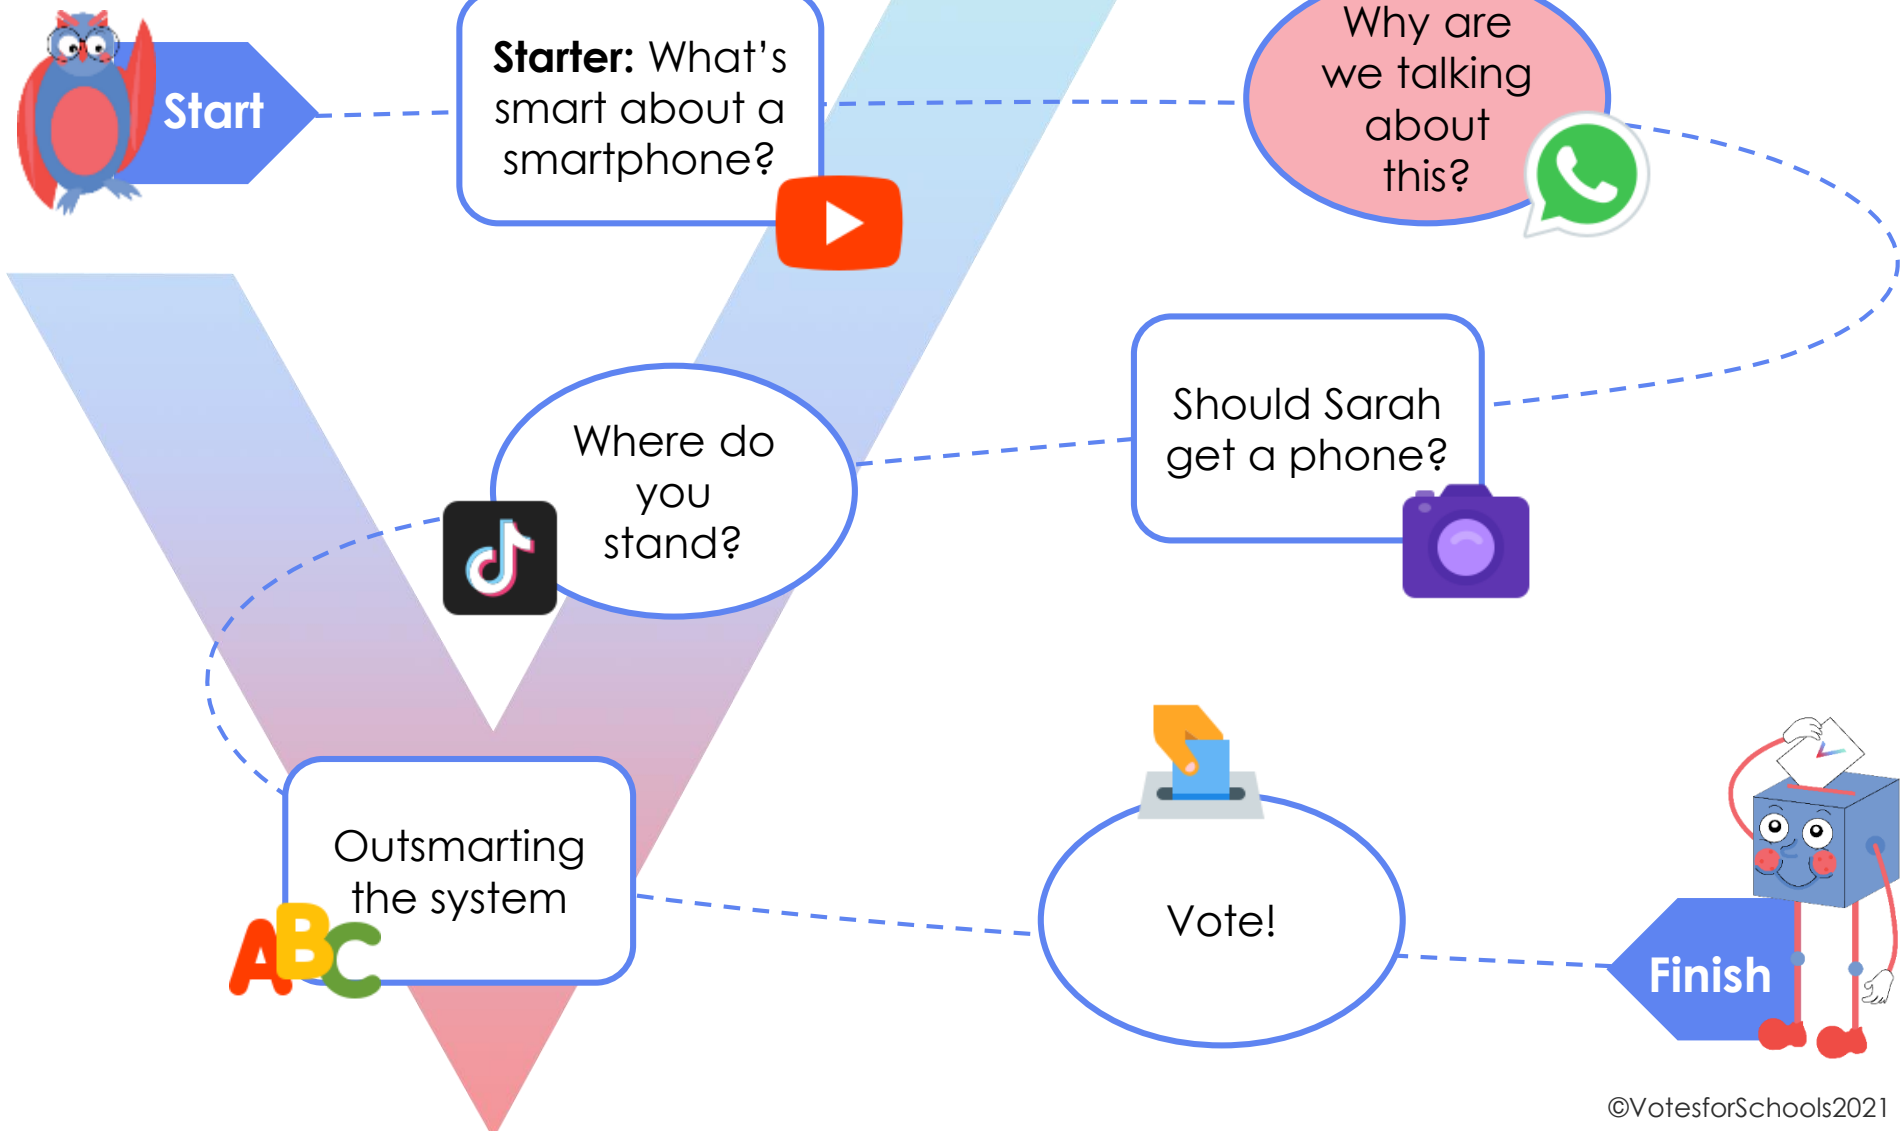 Start
Starter: What's
smart about a
smartphone?
Why are
we talking
about
this?
Should Sarah
get a phone?
Where do
you
stand?
Outsmarting
the system
ABC
Vote!
Finish
©VotesforSchools2021